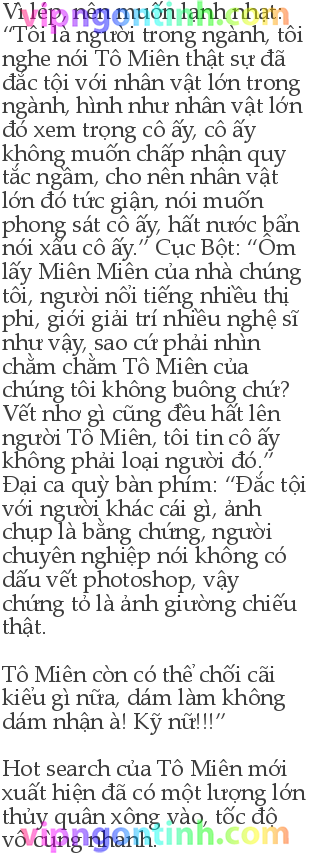 vipngontinh.com
Vì lép, nên muốn lạnh nhạt:
“Tôi là người trong ngành, tôi
nghe nói Tô Miên thật sự đã
đắc tội với nhân vật lớn trong
ngành, hình như nhân vật lớn
đó xem trọng cô ấy, cô ấy
không muốn chấp nhận quy
tắc ngầm, cho nên nhân vật
lớn đó tức giận, nói muốn
phong sát cô ấy, hất nước bẩn
nói xấu cô ấy.” Cục Bột: “Ôm
lấy Miên Miên của nhà chúng
tôi, người nổi tiếng nhiều thị
phi, giới giải trí nhiều nghệ sĩ
như vậy, sao cứ phải nhìn
chằm chằm Tô Miên của
chúng tôi không buông chứ?
Vết nhơ gì cũng đều hất lên
người Tô Miên, tôi tin cô ấy
không phải loại người đó.”
Đại ca quỳ bàn phím: “Đắc tội
với người khác cái gì, ảnh
chụp là bằng chứng, người
chuyên nghiệp nói không có
dấu vết photoshop, vậy
chứng tỏ là ảnh giường chiếu
thật.
Tô Miên còn có thể chối cãi
kiểu gì nữa, dám làm không
dám nhận à! Kỹ nữ!!!”
Hot search của Tô Miên mới
xuất hiện đã có một lượng lớn
thủy quân xông vào, tốc độ
vô cùng nhanh.
vipngontinh.com